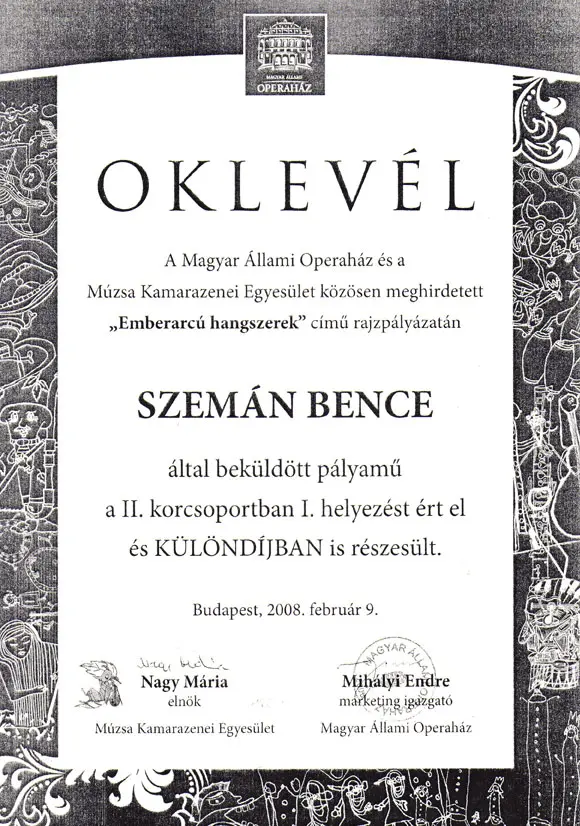 MAGYAR ÁLLAMI
OPERAHÁZ
OKLEVÉL
A Magyar Állami Operaház és a
Múzsa Kamarazenei Egyesület közösen meghirdetett
„Emberarcú hangszerek” című rajzpályázatán
SZEMÁN BENCE
által beküldött pályamű
a II. korcsoportban I. helyezést ért el
és KÜLÖNDÍJBAN is részesült.
Budapest, 2008. február 9.
Nagy Mária
elnök
Múzsa Kamarazenei Egyesület
MAGYAR ÁLLA
Mihályi Endre
marketing igazgató
Magyar Állami Operaház